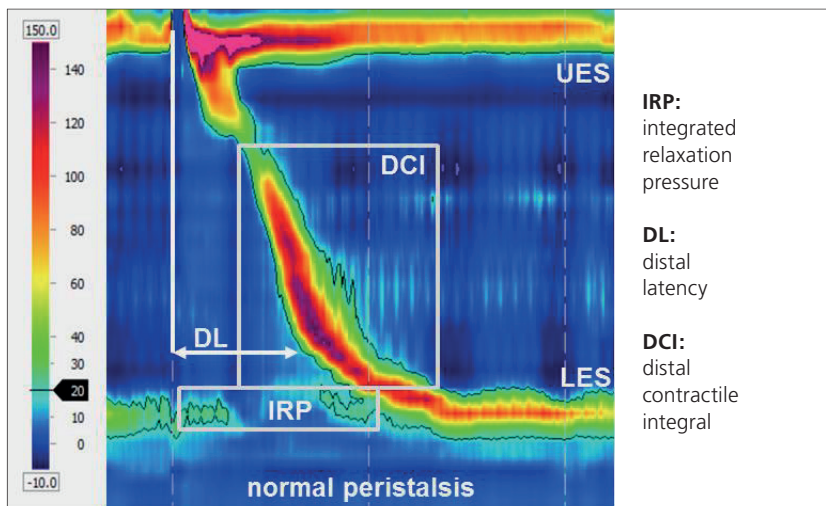 150.0
140
120
100
80
60
40
30
20
10
0
-10.0
UES
DCI
DL
LES
IRP
normal peristalsis
IRP:
integrated
relaxation
pressure
DL:
distal
latency
DCI:
distal
contractile
integral